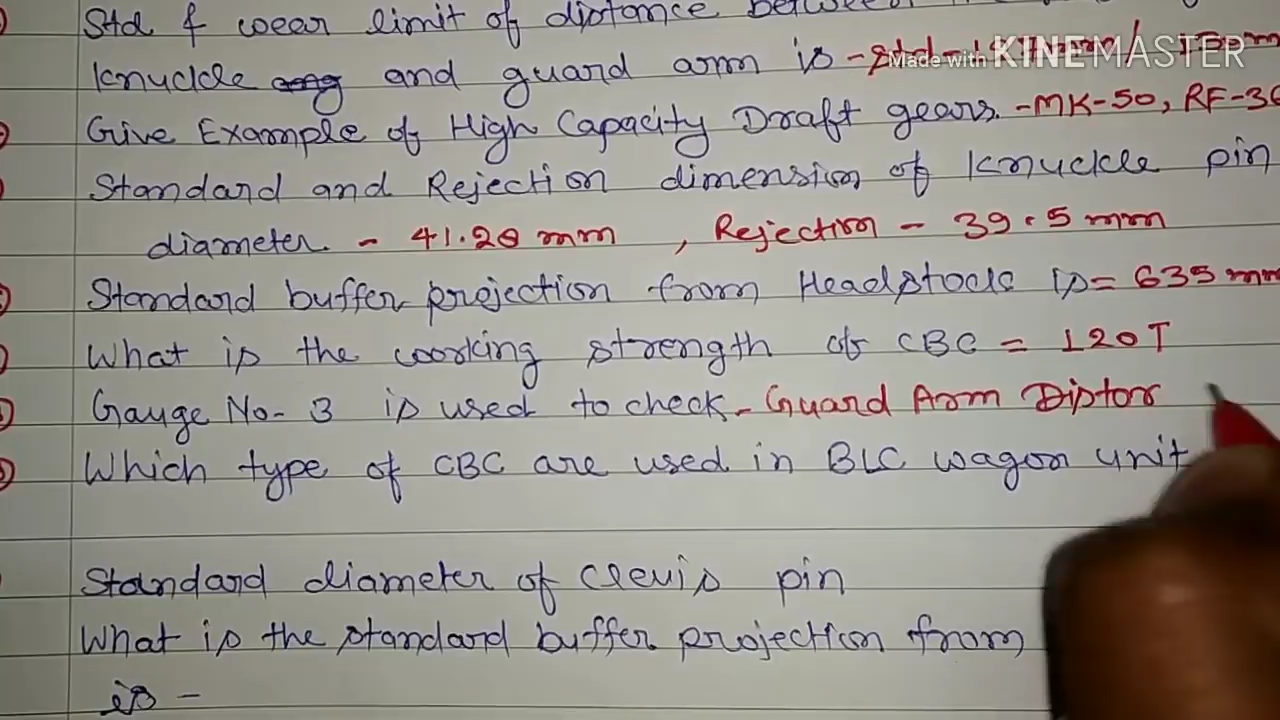 Std & wear limit of distance between
Knuckle and guard arm is - Std -
Made with KINEMASTER
Give Example of High Capacity Draft gears. - MK-50, RF-36
Standard and Rejection dimension of Knuckle pin
diameter. - 41.28 mm , Rejection - 39.5 mm
Standard buffer projection from Headstock is = 635 mm
What is the working strength of CBC = 120T
Gauge No- 3 is used to check - Guard Arm Distor
Which type of CBC are used in BLC wagon unit
Standard diameter of Clevis pin
What is the standard buffer projection from
is -